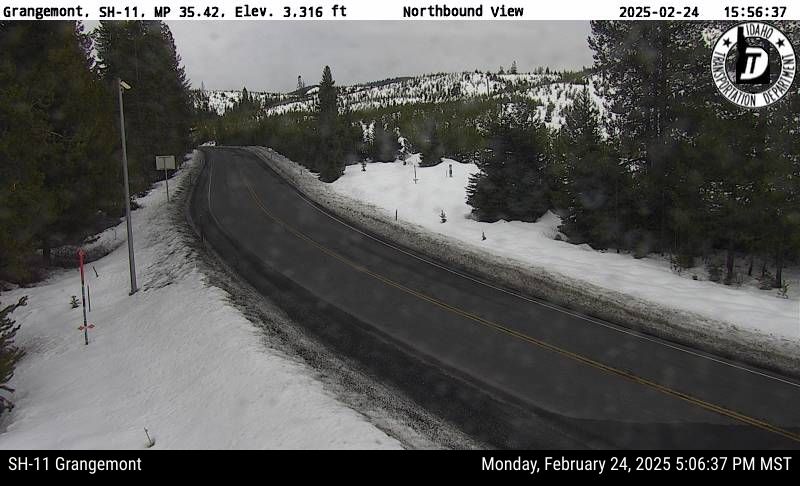 Grangemont, SH-11, MP 35.42, Elev. 3,316 ft Northbound View 2025-02-24 15:56:37
IDAHO
TRANSPORTATION DEPARTMENT
SH-11 Grangemont Monday, February 24, 2025 5:06:37 PM MST